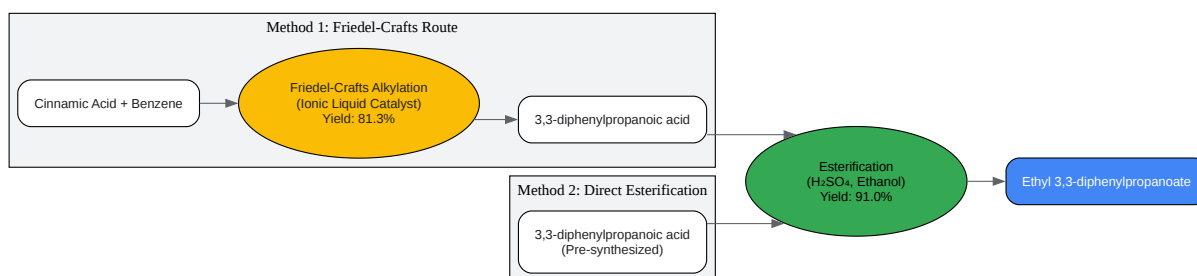 Method 1: Friedel-Crafts Route
Cinnamic Acid + Benzene
Friedel-Crafts Alkylation
(Ionic Liquid Catalyst)
Yield: 81.3%
3,3-diphenylpropanoic acid
Method 2: Direct Esterification
3,3-diphenylpropanoic acid
(Pre-synthesized)
Esterification
(H₂SO₄, Ethanol)
Yield: 91.0%
Ethyl 3,3-diphenylpropanoate